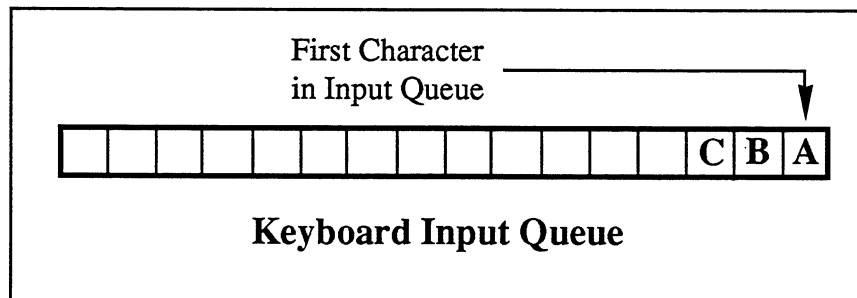 First Character
in Input Queue
C B A
Keyboard Input Queue